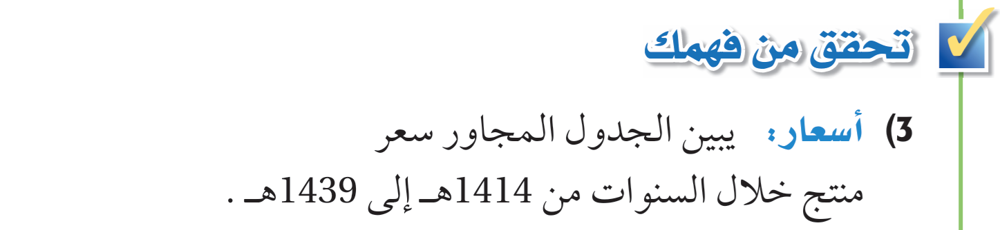 تحقق من فهمك
3) أسعار: يبين الجدول المجاور سعر
منتج خلال السنوات من 1414هـ إلى 1439هـ .